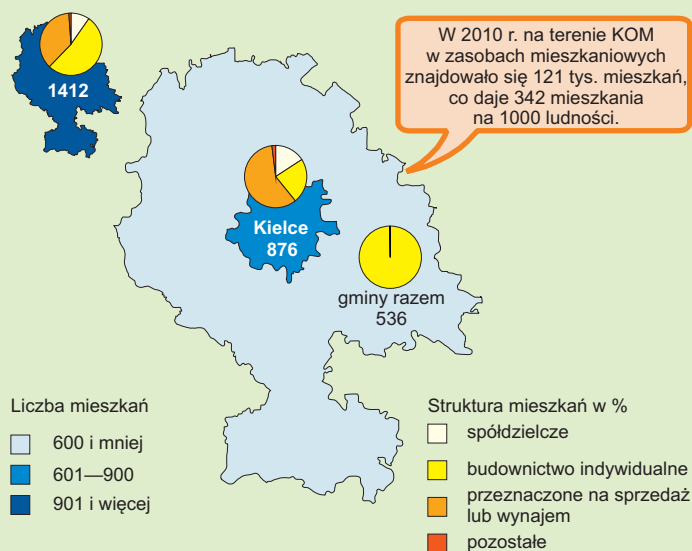 W 2010 r. na terenie KOM
w zasobach mieszkaniowych
znajdowało się 121 tys. mieszkań,
co daje 342 mieszkania
na 1000 ludności.
1412
Kielce
876
gminy razem
536
Liczba mieszkań
600 i mniej
601—900
901 i więcej
Struktura mieszkań w %
spółdzielcze
budownictwo indywidualne
przeznaczone na sprzedaż
lub wynajem
pozostałe